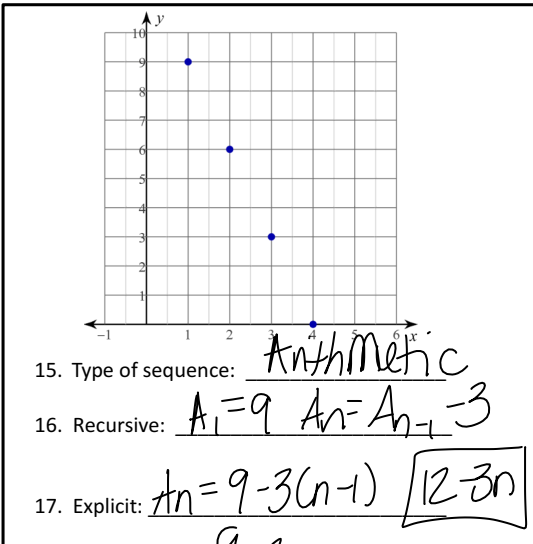 y
10
9
8
7
6
5
4
3
2
1
−1 1 2 3 4 5 6 x
15. Type of sequence: Arithmetic
16. Recursive: A₁=9 An=An-1-3
17. Explicit: An=9-3(n-1) 12-3n